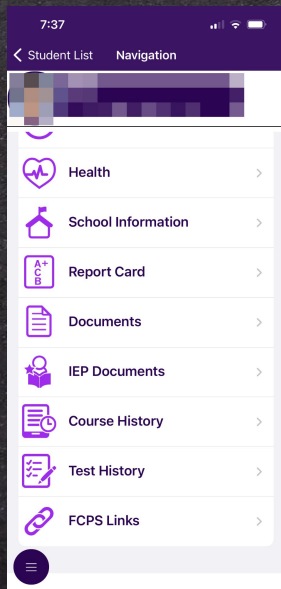 7:37
Student List Navigation
Health
School Information
A+
C
B
Report Card
Documents
IEP Documents
Course History
Test History
FCPS Links